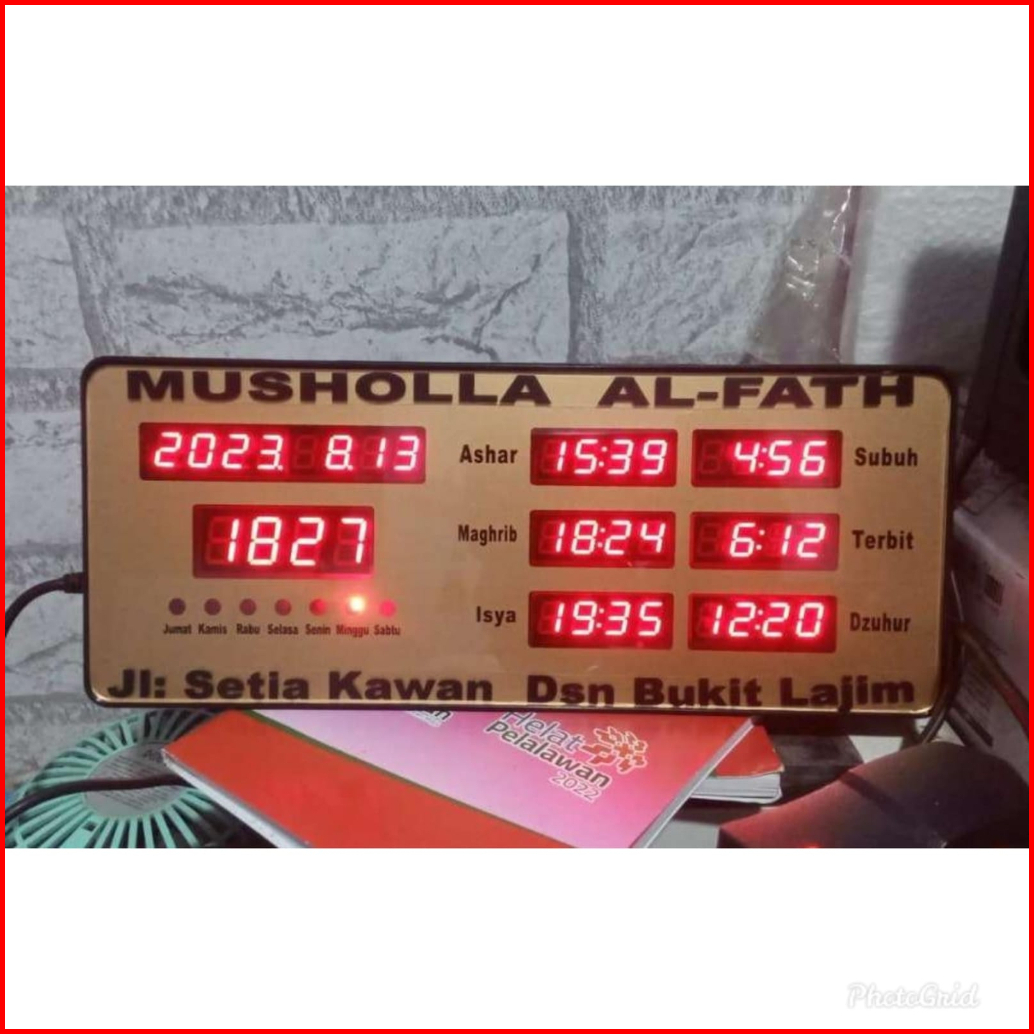 MUSHOLLA AL-FATH
2023. 8.13
Ashar 15:39 4:56 Subuh
1827
Maghrib 18:24 6:12 Terbit
Isya 19:35 12:20 Dzuhur
Jumat Kamis Rabu Selasa Senin Minggu Sabtu
Jl: Setia Kawan Dsn Bukit Lajim
Helat
Pelalawan
2022
PhotoGrid